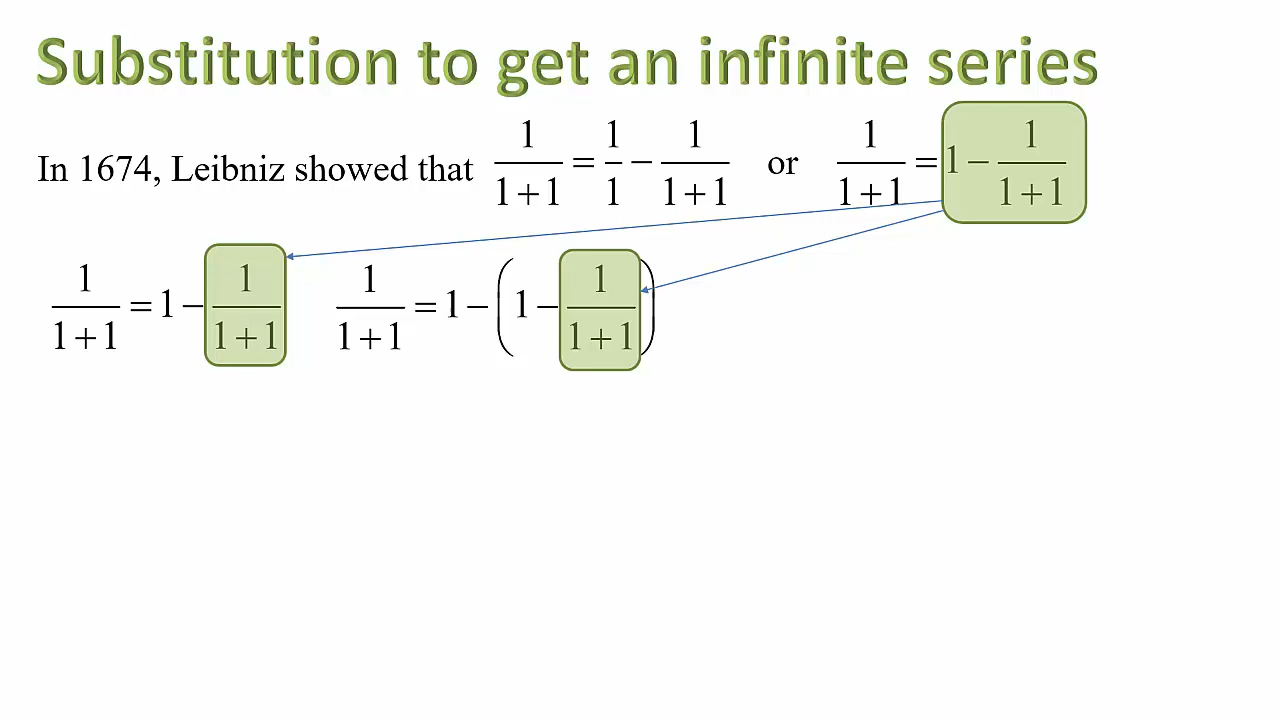 Substitution to get an infinite series
In 1674, Leibniz showed that 1/(1+1) = 1/1 − 1/(1+1) or 1/(1+1) = 1 − 1/(1+1)
1/(1+1) = 1 − 1/(1+1) 1/(1+1) = 1 − (1 − 1/(1+1))